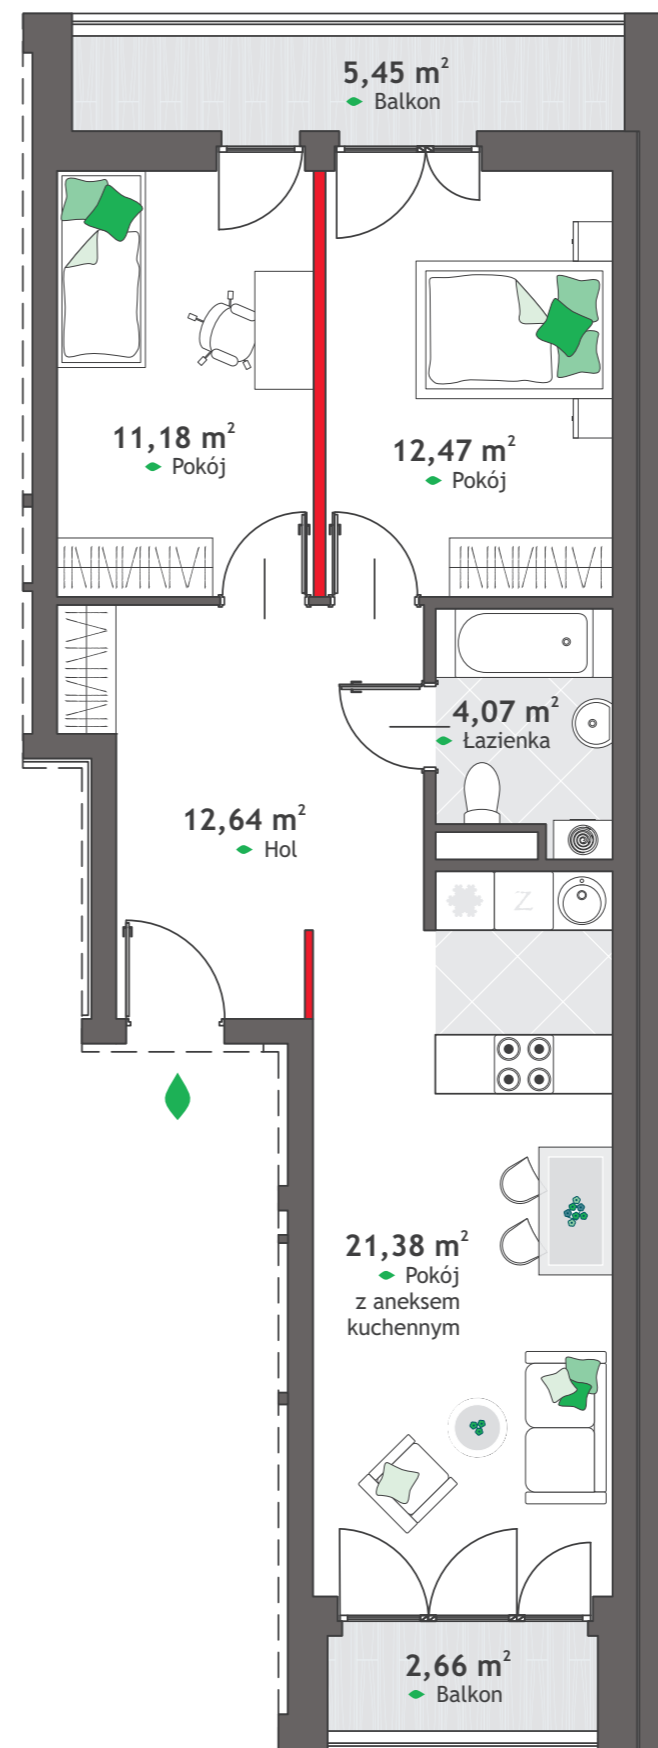 5,45 m²
Balkon
11,18 m²
Pokój
12,47 m²
Pokój
4,07 m²
Łazienka
12,64 m²
Hol
Z
21,38 m²
Pokój
z aneksem
kuchennym
2,66 m²
Balkon